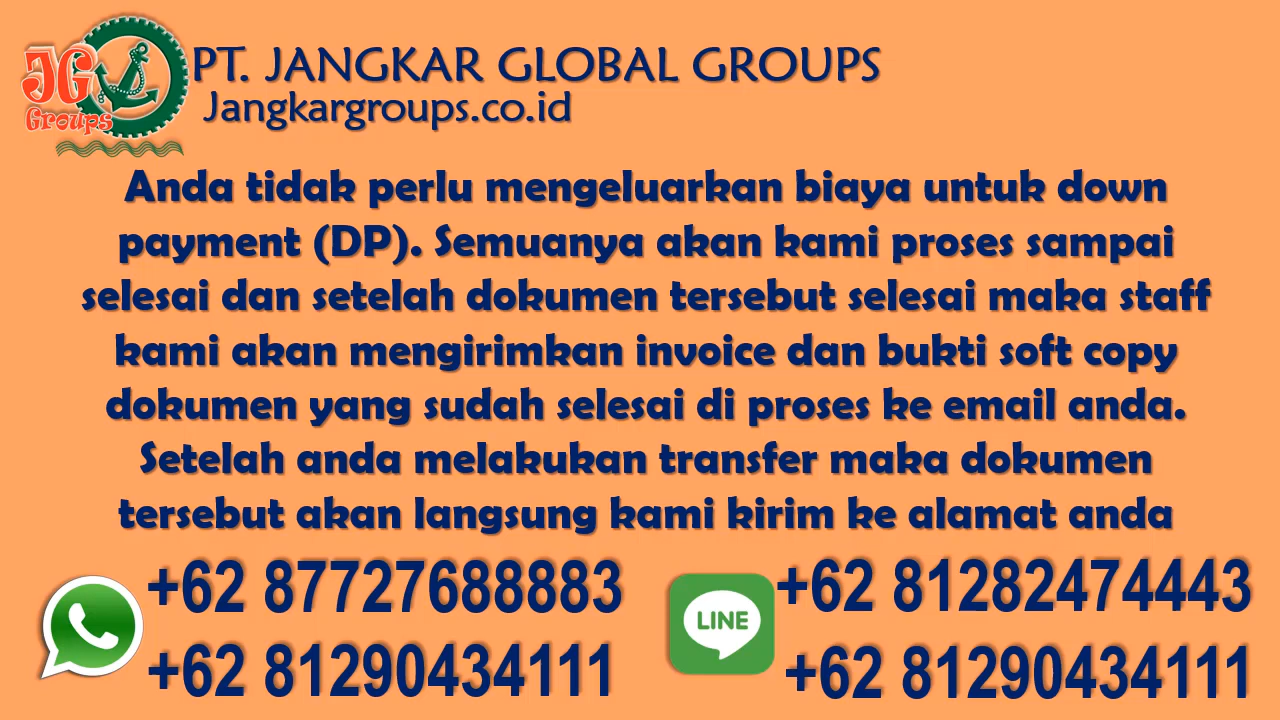 JG
Groups
PT. JANGKAR GLOBAL GROUPS
Jangkargroups.co.id
Anda tidak perlu mengeluarkan biaya untuk down
payment (DP). Semuanya akan kami proses sampai
selesai dan setelah dokumen tersebut selesai maka staff
kami akan mengirimkan invoice dan bukti soft copy
dokumen yang sudah selesai di proses ke email anda.
Setelah anda melakukan transfer maka dokumen
tersebut akan langsung kami kirim ke alamat anda
+62 87727688883
+62 81290434111
LINE
+62 81282474443
+62 81290434111